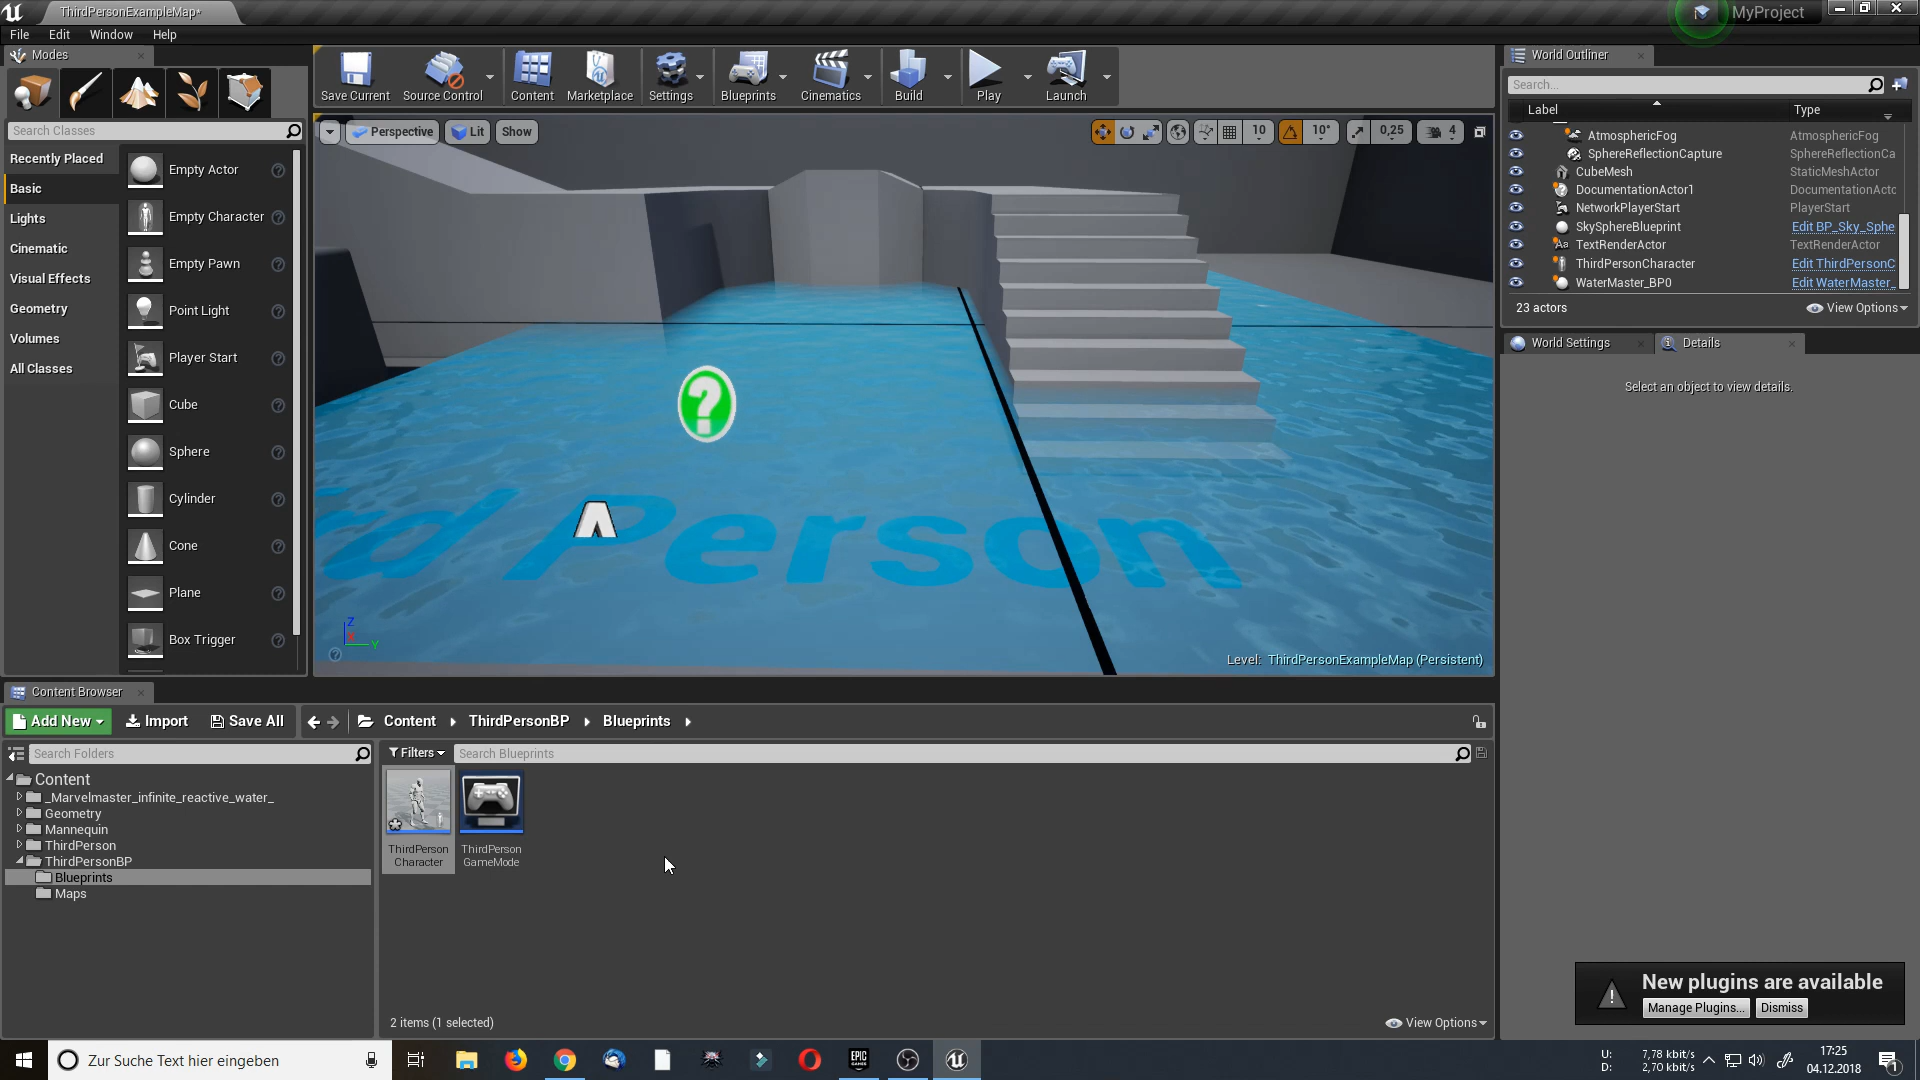 ThirdPersonExampleMap*
MyProject
File Edit Window Help
Modes
Search Classes
Recently Placed
Basic
Lights
Cinematic
Visual Effects
Geometry
Volumes
All Classes
Empty Actor
Empty Character
Empty Pawn
Point Light
Player Start
Cube
Sphere
Cylinder
Cone
Plane
Box Trigger
Save Current
Source Control
Content
Marketplace
Settings
Blueprints
Cinematics
Build
Play
Launch
Perspective
Lit
Show
10
10°
0,25
4
rd Person
Z
X
Y
Level: ThirdPersonExampleMap (Persistent)
World Outliner
Search...
Label Type
AtmosphericFog AtmosphericFog
SphereReflectionCapture SphereReflectionCa
CubeMesh StaticMeshActor
DocumentationActor1 DocumentationActo
NetworkPlayerStart PlayerStart
SkySphereBlueprint Edit BP_Sky_Sphe
TextRenderActor TextRenderActor
ThirdPersonCharacter Edit ThirdPersonC
WaterMaster_BP0 Edit WaterMaster_
23 actors
View Options
World Settings
Details
Select an object to view details.
Content Browser
Add New
Import
Save All
Content
ThirdPersonBP
Blueprints
Search Folders
Filters
Search Blueprints
Content
_Marvelmaster_infinite_reactive_water_
Geometry
Mannequin
ThirdPerson
ThirdPersonBP
Blueprints
Maps
ThirdPerson
Character
ThirdPerson
GameMode
2 items (1 selected)
View Options
New plugins are available
Manage Plugins...
Dismiss
Zur Suche Text hier eingeben
EPIC
GAMES
U: 7,78 kbit/s
D: 2,70 kbit/s
17:25
04.12.2018
1